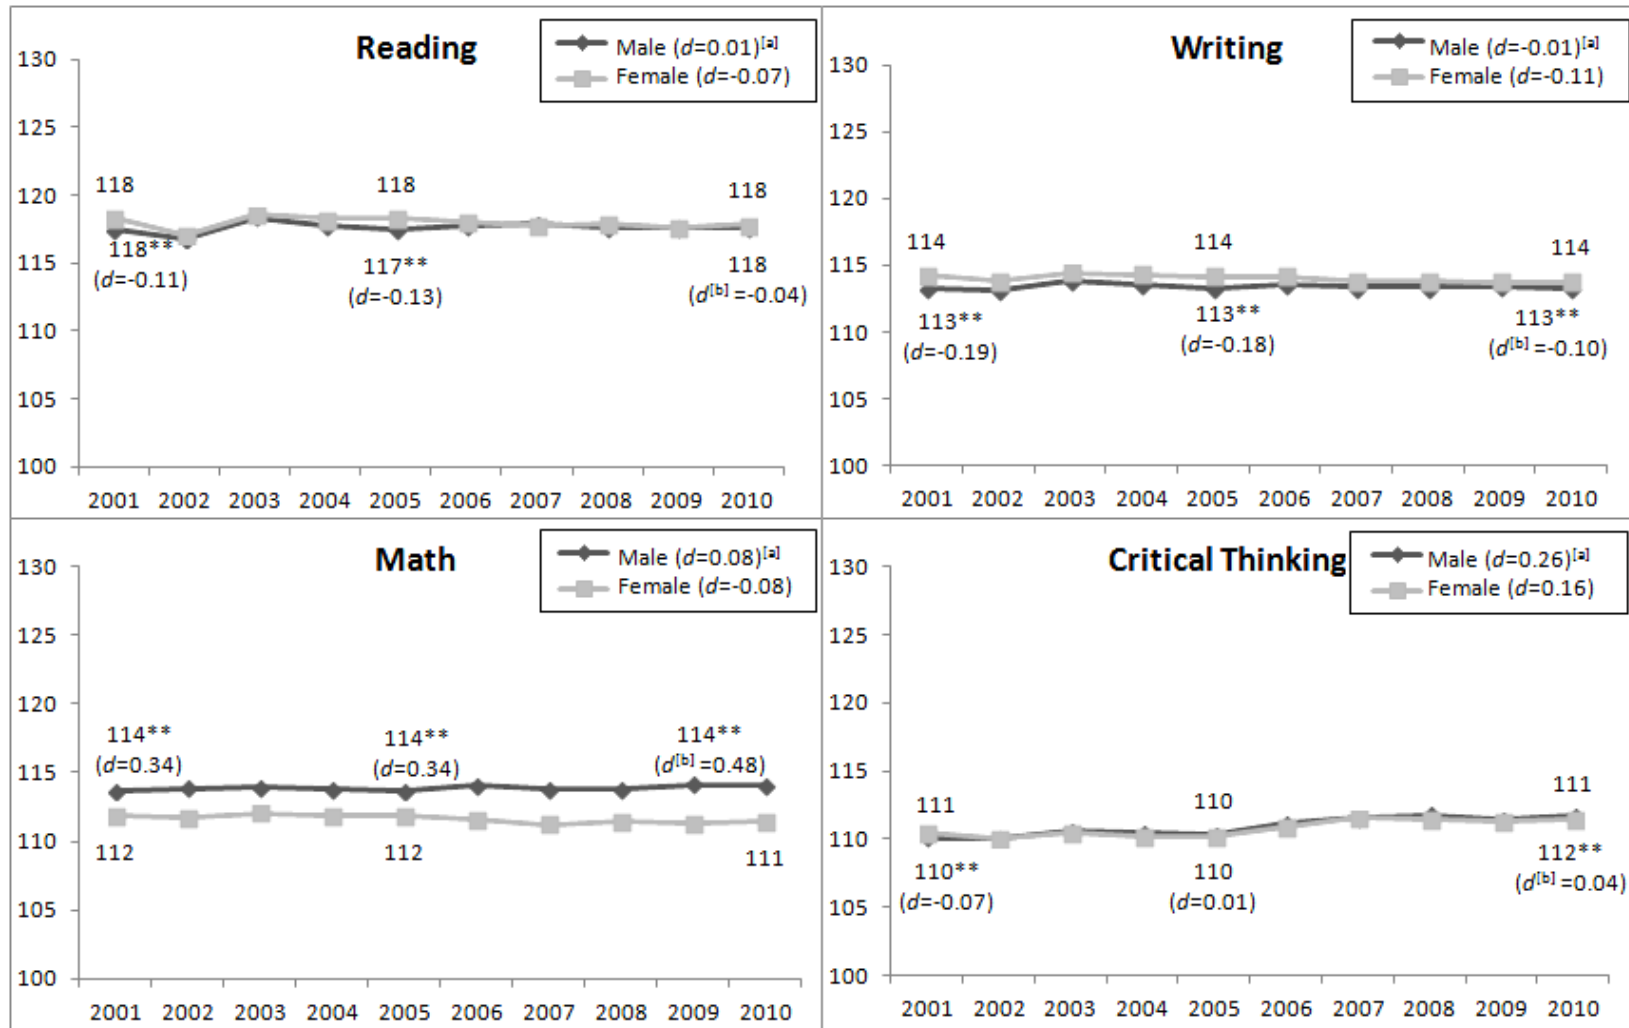 Reading
Male (d=0.01)[a]
Female (d=-0.07)
130
125
120
115
110
105
100
118
118
118
118**
(d=-0.11)
117**
(d=-0.13)
118
(d[b] =-0.04)
2001 2002 2003 2004 2005 2006 2007 2008 2009 2010
Writing
Male (d=-0.01)[a]
Female (d=-0.11)
130
125
120
115
110
105
100
114
114
114
113**
(d=-0.19)
113**
(d=-0.18)
113**
(d[b] =-0.10)
2001 2002 2003 2004 2005 2006 2007 2008 2009 2010
Math
Male (d=0.08)[a]
Female (d=-0.08)
130
125
120
115
110
105
100
114**
(d=0.34)
114**
(d=0.34)
114**
(d[b] =0.48)
112
112
111
2001 2002 2003 2004 2005 2006 2007 2008 2009 2010
Critical Thinking
Male (d=0.26)[a]
Female (d=0.16)
130
125
120
115
110
105
100
111
110
111
110**
(d=-0.07)
110
(d=0.01)
112**
(d[b] =0.04)
2001 2002 2003 2004 2005 2006 2007 2008 2009 2010